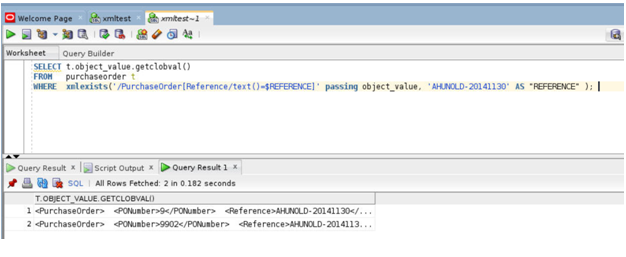 Welcome Page xmltest xmltest~1
Worksheet Query Builder
SELECT t.object_value.getclobval()
FROM purchaseorder t
WHERE xmlexists('/PurchaseOrder[Reference/text()=$REFERENCE]' passing object_value, 'AHUNOLD-20141130' AS "REFERENCE" );
Query Result x Script Output x Query Result 1 x
SQL | All Rows Fetched: 2 in 0.182 seconds
T.OBJECT_VALUE.GETCLOBVAL()
1 <PurchaseOrder> <PONumber>9</PONumber> <Reference>AHUNOLD-20141130</...
2 <PurchaseOrder> <PONumber>9902</PONumber> <Reference>AHUNOLD-2014113...